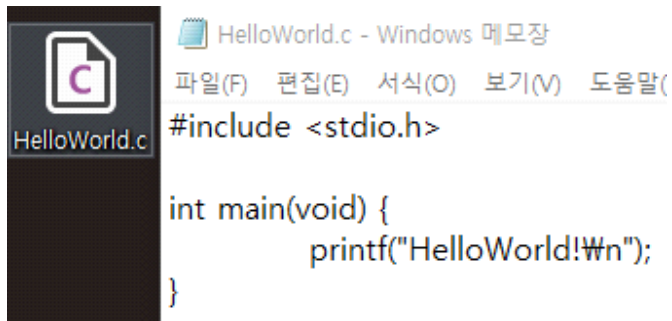 HelloWorld.c - Windows 메모장
파일(F) 편집(E) 서식(O) 보기(V) 도움말(
C
HelloWorld.c
#include <stdio.h>
int main(void) {
printf("HelloWorld!₩n");
}